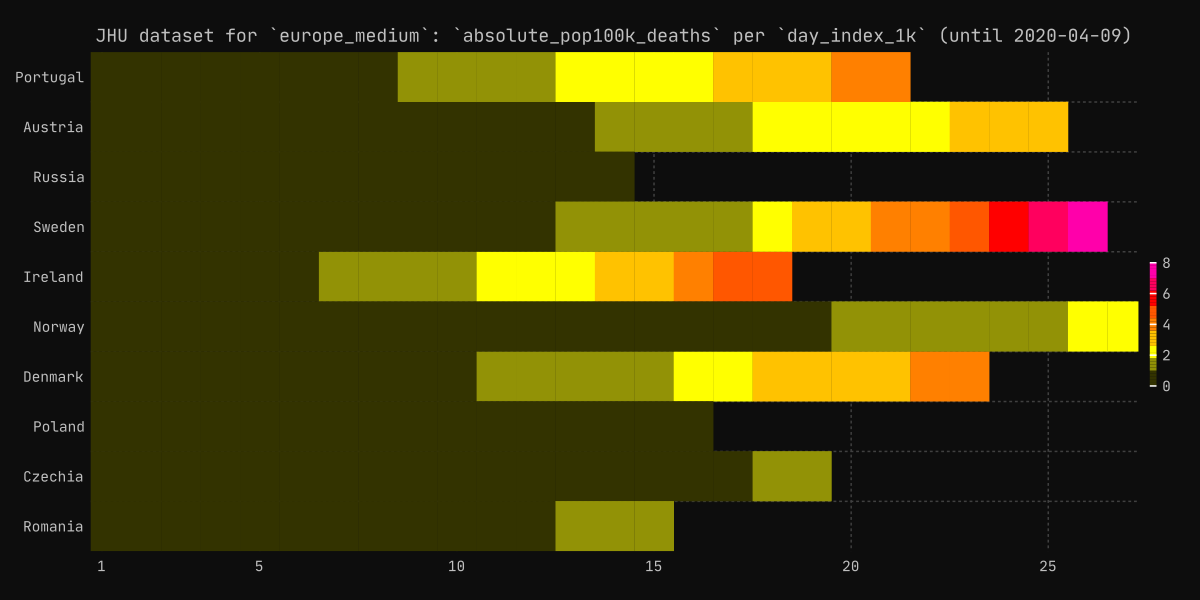 JHU dataset for `europe_medium`: `absolute_pop100k_deaths` per `day_index_1k` (until 2020-04-09)
Portugal
Austria
Russia
Sweden
Ireland
Norway
Denmark
Poland
Czechia
Romania
8
6
4
2
0
1 5 10 15 20 25